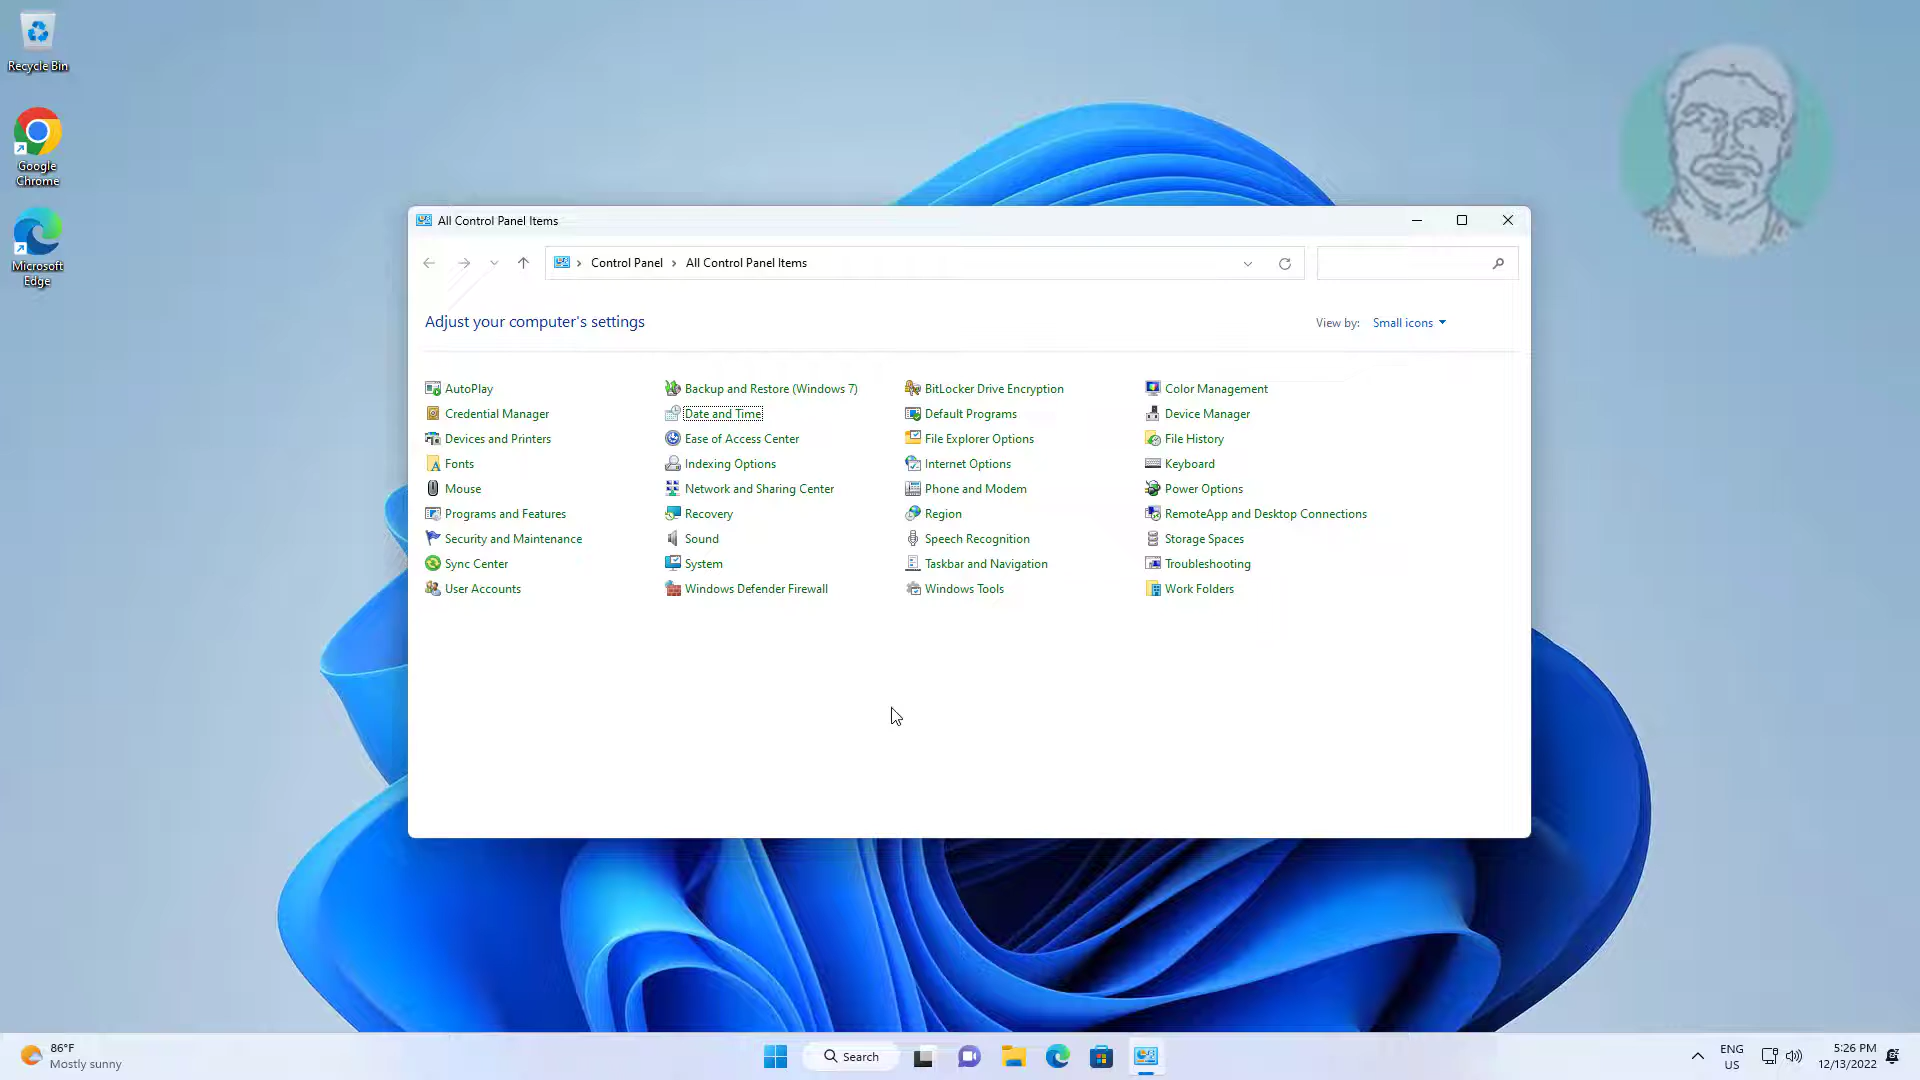 Recycle Bin
Google
Chrome
Microsoft
Edge
All Control Panel Items
Control Panel
All Control Panel Items
Adjust your computer's settings
View by:
Small icons
AutoPlay
Backup and Restore (Windows 7)
BitLocker Drive Encryption
Color Management
Credential Manager
Date and Time
Default Programs
Device Manager
Devices and Printers
Ease of Access Center
File Explorer Options
File History
Fonts
Indexing Options
Internet Options
Keyboard
Mouse
Network and Sharing Center
Phone and Modem
Power Options
Programs and Features
Recovery
Region
RemoteApp and Desktop Connections
Security and Maintenance
Sound
Speech Recognition
Storage Spaces
Sync Center
System
Taskbar and Navigation
Troubleshooting
User Accounts
Windows Defender Firewall
Windows Tools
Work Folders
86°F
Mostly sunny
Search
ENG
US
5:26 PM
12/13/2022